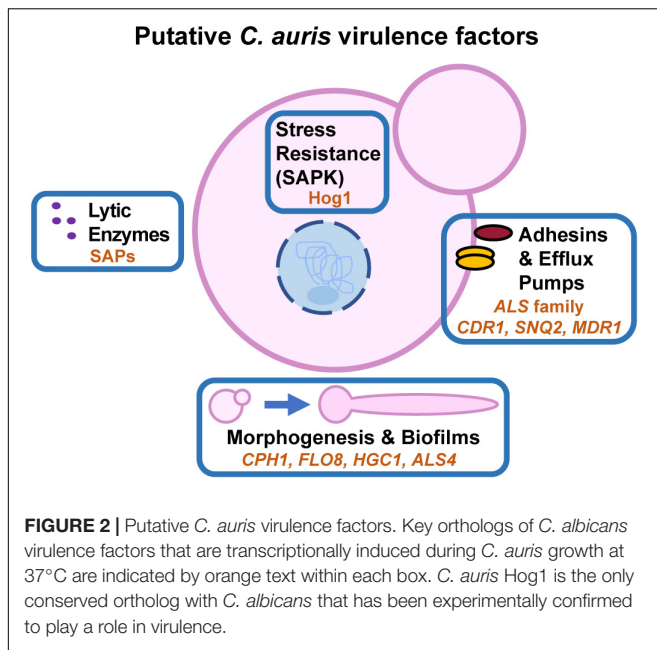 Putative C. auris virulence factors
Stress
Resistance
(SAPK)
Hog1
Lytic
Enzymes
SAPs
Adhesins
& Efflux
Pumps
ALS family
CDR1, SNQ2, MDR1
Morphogenesis & Biofilms
CPH1, FLO8, HGC1, ALS4
FIGURE 2 | Putative C. auris virulence factors. Key orthologs of C. albicans
virulence factors that are transcriptionally induced during C. auris growth at
37°C are indicated by orange text within each box. C. auris Hog1 is the only
conserved ortholog with C. albicans that has been experimentally confirmed
to play a role in virulence.